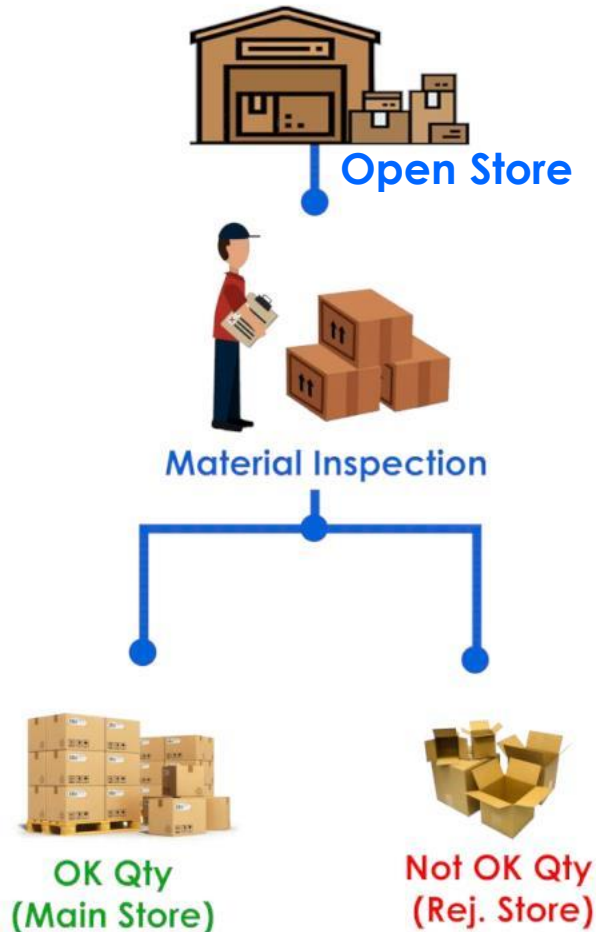 Open Store
Material Inspection
OK Qty
(Main Store)
Not OK Qty
(Rej. Store)